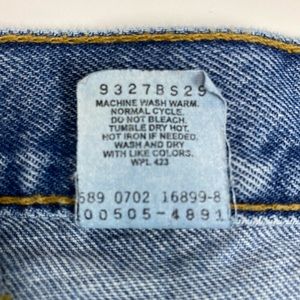 9327BS29
MACHINE WASH WARM.
NORMAL CYCLE.
DO NOT BLEACH.
TUMBLE DRY HOT.
HOT IRON IF NEEDED.
WASH AND DRY
WITH LIKE COLORS.
WPL 423
589 0702 16899-8
00505-4891